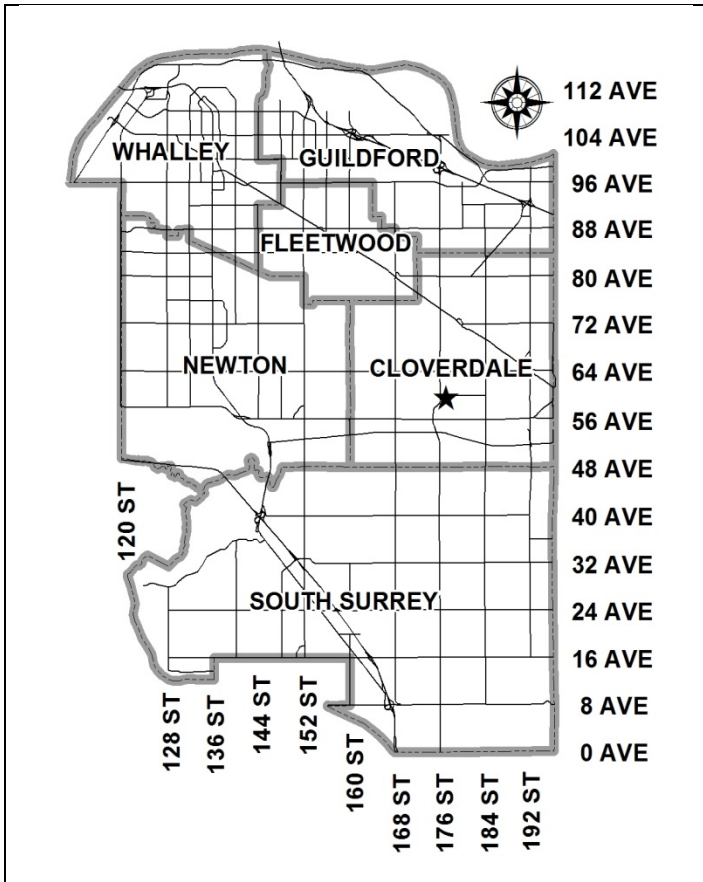 112 AVE
104 AVE
WHALLEY
GUILDFORD
96 AVE
88 AVE
FLEETWOOD
80 AVE
72 AVE
NEWTON
CLOVERDALE
64 AVE
56 AVE
48 AVE
120 ST
40 AVE
32 AVE
SOUTH SURREY
24 AVE
16 AVE
128 ST
136 ST
144 ST
152 ST
160 ST
8 AVE
0 AVE
168 ST
176 ST
184 ST
192 ST